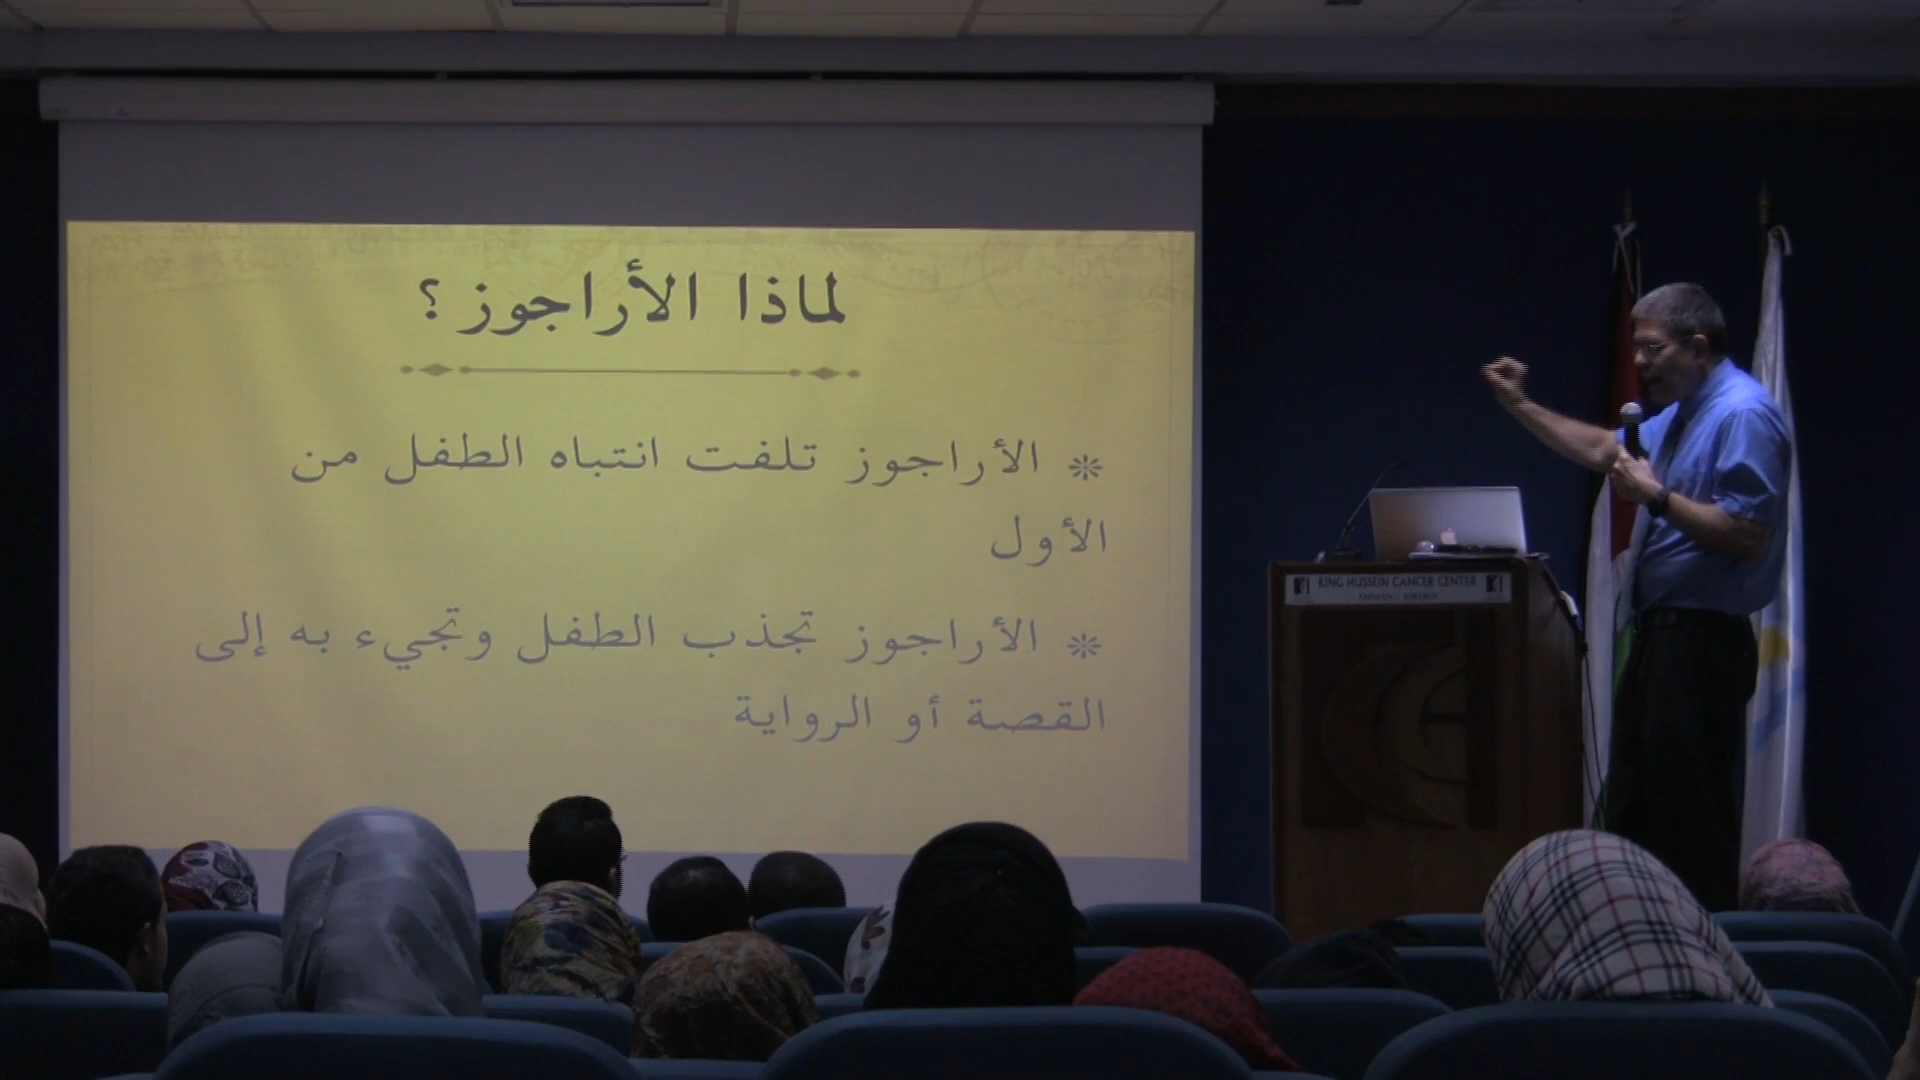 لماذا الأراجوز ؟
الأراجوز تلفت انتباه الطفل من
الأول
الأراجوز تجذب الطفل وتجيء به إلى
القصة أو الرواية
KING HUSSEIN CANCER CENTER